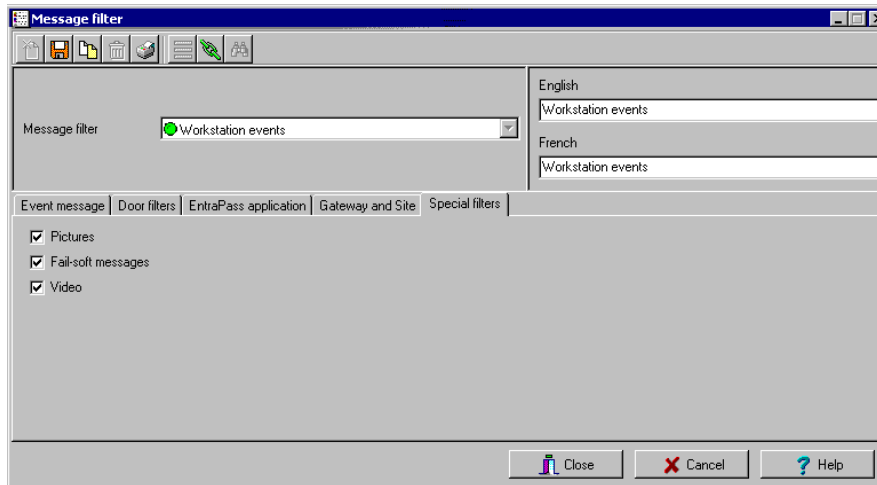 Message filter
English
Workstation events
Message filter
Workstation events
French
Workstation events
Event message
Door filters
EntraPass application
Gateway and Site
Special filters
Pictures
Fail-soft messages
Video
Close
Cancel
Help